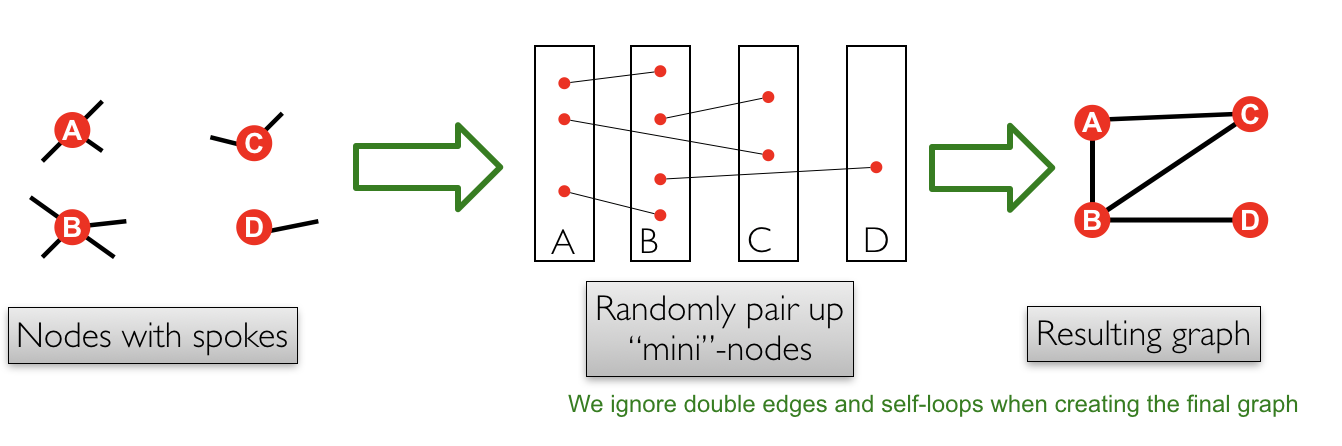 A
C
B
D
Nodes with spokes
A
B
C
D
Randomly pair up
“mini”-nodes
A
C
B
D
Resulting graph
We ignore double edges and self-loops when creating the final graph